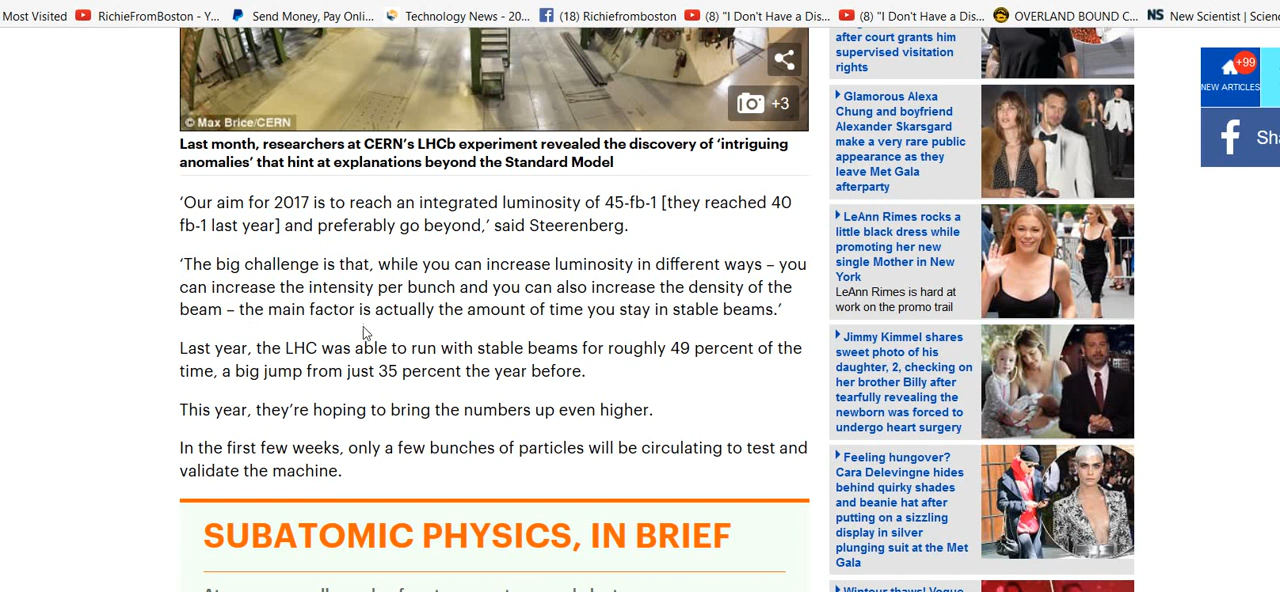 Most Visited RichieFromBoston - Y... Send Money, Pay Onli... Technology News - 20... (18) Richiefromboston (8) "I Don't Have a Dis... (8) "I Don't Have a Dis... OVERLAND BOUND C... NS New Scientist | Scien
+3
© Max Brice/CERN
Last month, researchers at CERN's LHCb experiment revealed the discovery of 'intriguing
anomalies' that hint at explanations beyond the Standard Model
'Our aim for 2017 is to reach an integrated luminosity of 45-fb-1 [they reached 40
fb-1 last year] and preferably go beyond,' said Steerenberg.
'The big challenge is that, while you can increase luminosity in different ways – you
can increase the intensity per bunch and you can also increase the density of the
beam – the main factor is actually the amount of time you stay in stable beams.'
Last year, the LHC was able to run with stable beams for roughly 49 percent of the
time, a big jump from just 35 percent the year before.
This year, they're hoping to bring the numbers up even higher.
In the first few weeks, only a few bunches of particles will be circulating to test and
validate the machine.
SUBATOMIC PHYSICS, IN BRIEF
after court grants him
supervised visitation
rights
Glamorous Alexa
Chung and boyfriend
Alexander Skarsgard
make a very rare public
appearance as they
leave Met Gala
afterparty
LeAnn Rimes rocks a
little black dress while
promoting her new
single Mother in New
York
LeAnn Rimes is hard at
work on the promo trail
Jimmy Kimmel shares
sweet photo of his
daughter, 2, checking on
her brother Billy after
tearfully revealing the
newborn was forced to
undergo heart surgery
Feeling hungover?
Cara Delevingne hides
behind quirky shades
and beanie hat after
putting on a sizzling
display in silver
plunging suit at the Met
Gala
Wintour thaws! Vogue
+99
NEW ARTICLES
f Sha